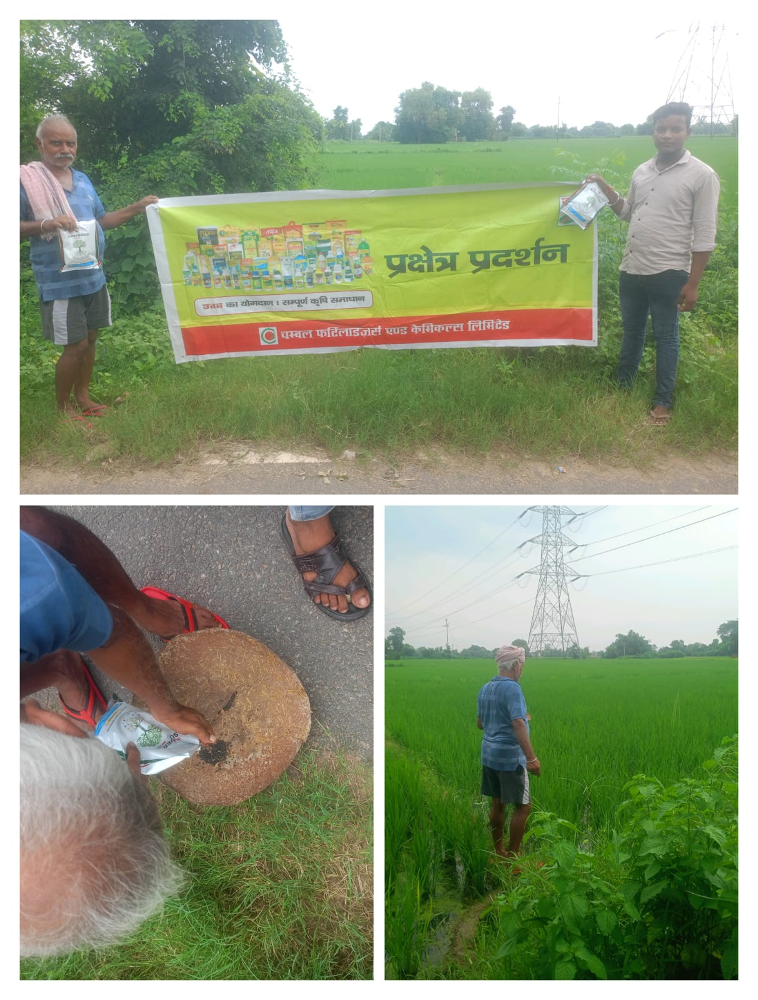 प्रक्षेत्र प्रदर्शन
उत्तम का योगदान : सम्पूर्ण कृषि समाधान
चम्बल फर्टिलाइज़र्स एण्ड केमिकल्स लिमिटेड